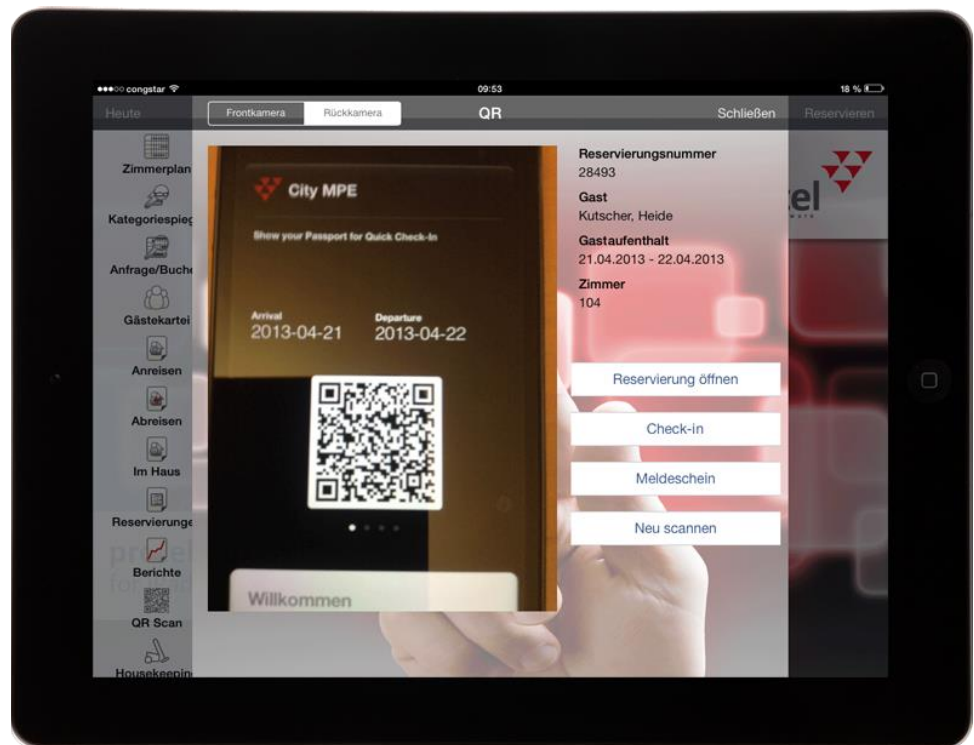 congstar
09:53
18 %
Heute
Frontkamera
Rückkamera
QR
Schließen
Reservieren
Zimmerplan
Kategoriespieg
Anfrage/Buche
Gästekartei
Anreisen
Abreisen
Im Haus
Reservierunge
Berichte
QR Scan
Housekeepin
City MPE
Show your Passport for Quick Check-In
Arrival
Departure
2013-04-21
2013-04-22
Willkommen
Reservierungsnummer
28493
Gast
Kutscher, Heide
Gastaufenthalt
21.04.2013 - 22.04.2013
Zimmer
104
Reservierung öffnen
Check-in
Meldeschein
Neu scannen
tel